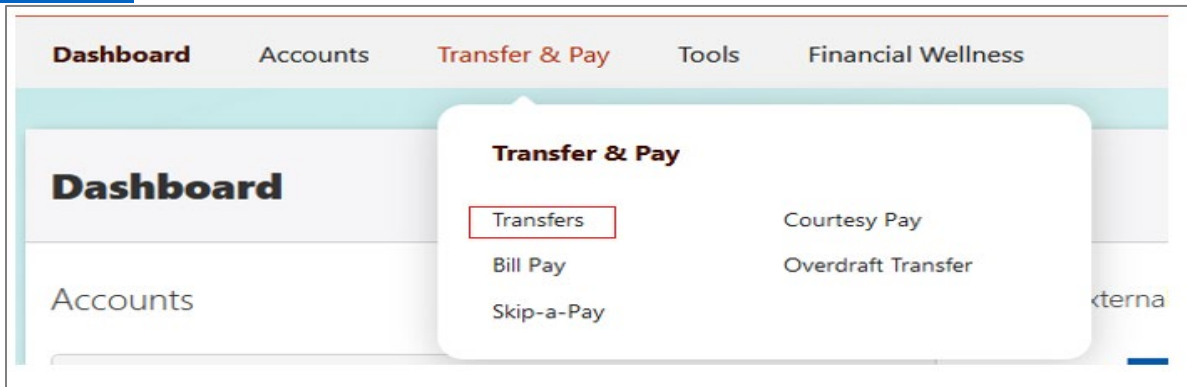 Dashboard Accounts Transfer & Pay Tools Financial Wellness
Transfer & Pay
Dashboard
Transfers Courtesy Pay
Bill Pay Overdraft Transfer
Accounts
Skip-a-Pay